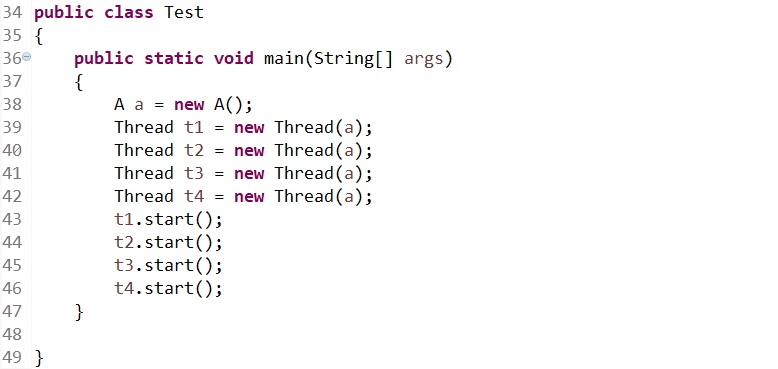 34 public class Test
35 {
36 public static void main(String[] args)
37 {
38 A a = new A();
39 Thread t1 = new Thread(a);
40 Thread t2 = new Thread(a);
41 Thread t3 = new Thread(a);
42 Thread t4 = new Thread(a);
43 t1.start();
44 t2.start();
45 t3.start();
46 t4.start();
47 }
48
49 }